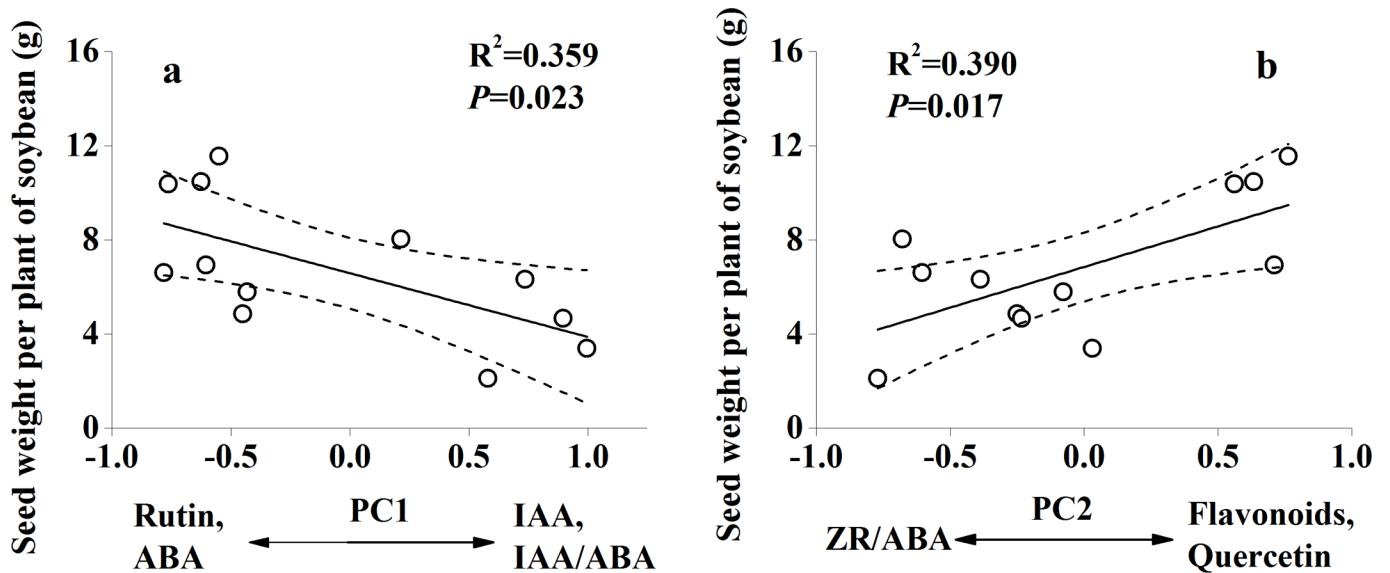 Seed weight per plant of soybean (g)
16
12
8
4
0
a
R²=0.359
P=0.023
-1.0 -0.5 0.0 0.5 1.0
Rutin,
ABA
PC1
IAA,
IAA/ABA
Seed weight per plant of soybean (g)
16
12
8
4
0
R²=0.390
P=0.017
b
-1.0 -0.5 0.0 0.5 1.0
ZR/ABA
PC2
Flavonoids,
Quercetin